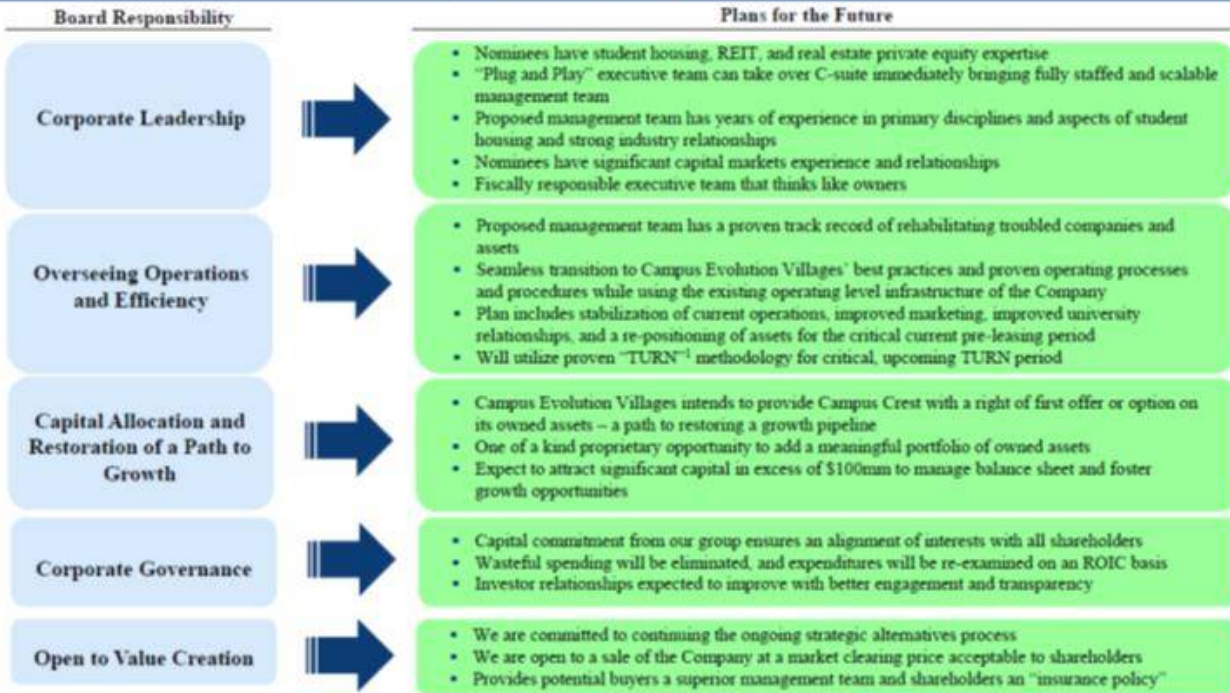 Board Responsibility
Plans for the Future
Corporate Leadership
• Nominees have student housing, REIT, and real estate private equity expertise
• “Plug and Play” executive team can take over C-suite immediately bringing fully staffed and scalable
management team
• Proposed management team has years of experience in primary disciplines and aspects of student
housing and strong industry relationships
• Nominees have significant capital markets experience and relationships
• Fiscally responsible executive team that thinks like owners
Overseeing Operations
and Efficiency
• Proposed management team has a proven track record of rehabilitating troubled companies and
assets
• Seamless transition to Campus Evolution Villages’ best practices and proven operating processes
and procedures while using the existing operating level infrastructure of the Company
• Plan includes stabilization of current operations, improved marketing, improved university
relationships, and a re-positioning of assets for the critical current pre-leasing period
• Will utilize proven “TURN”¹ methodology for critical, upcoming TURN period
Capital Allocation and
Restoration of a Path to
Growth
• Campus Evolution Villages intends to provide Campus Crest with a right of first offer or option on
its owned assets – a path to restoring a growth pipeline
• One of a kind proprietary opportunity to add a meaningful portfolio of owned assets
• Expect to attract significant capital in excess of $100mm to manage balance sheet and foster
growth opportunities
Corporate Governance
• Capital commitment from our group ensures an alignment of interests with all shareholders
• Wasteful spending will be eliminated, and expenditures will be re-examined on an ROIC basis
• Investor relationships expected to improve with better engagement and transparency
Open to Value Creation
• We are committed to continuing the ongoing strategic alternatives process
• We are open to a sale of the Company at a market clearing price acceptable to shareholders
• Provides potential buyers a superior management team and shareholders an “insurance policy”